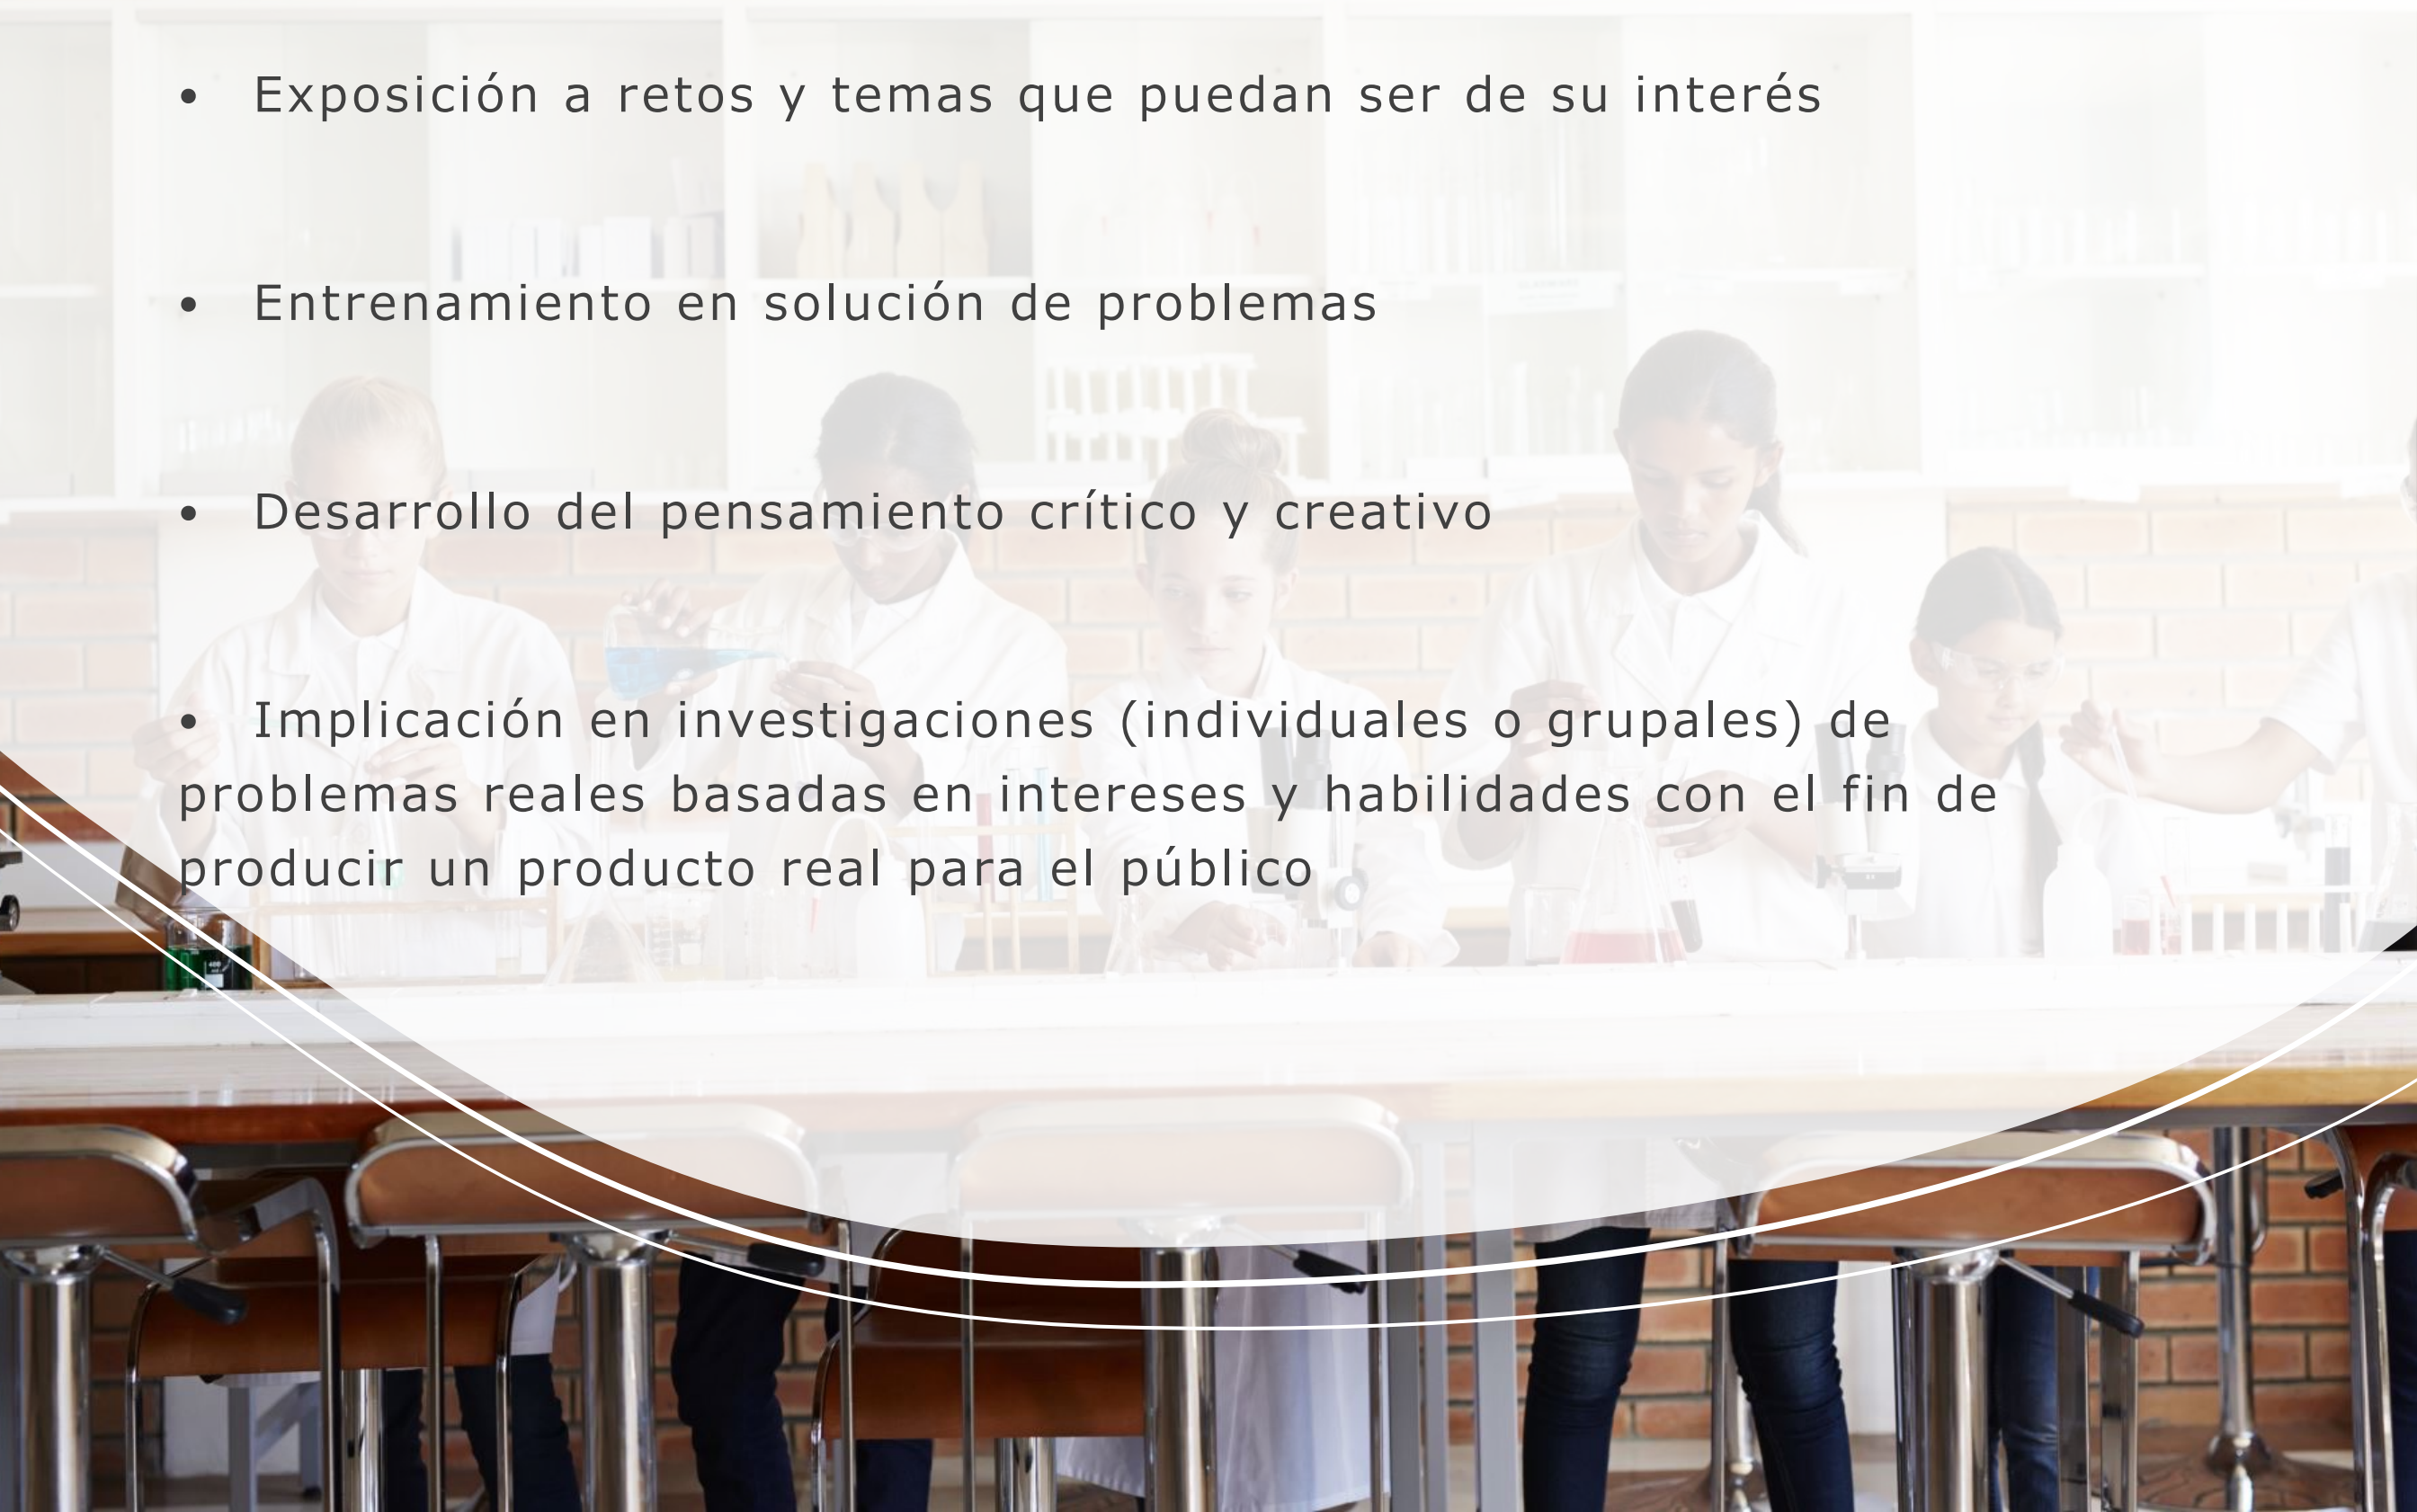 • Exposición a retos y temas que puedan ser de su interés
• Entrenamiento en solución de problemas
• Desarrollo del pensamiento crítico y creativo
• Implicación en investigaciones (individuales o grupales) de
problemas reales basadas en intereses y habilidades con el fin de
producir un producto real para el público